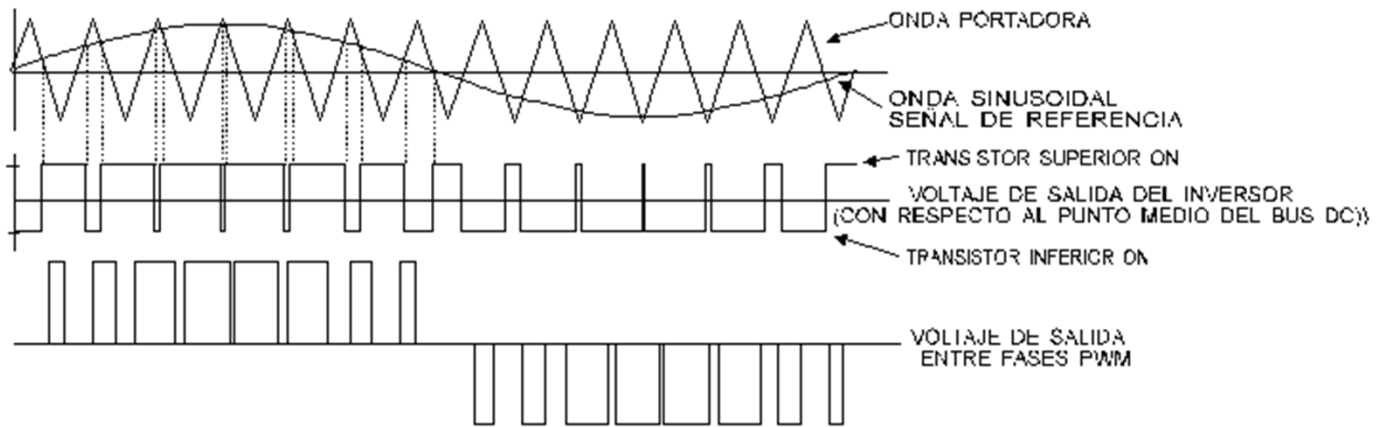 ONDA PORTADORA
ONDA SINUSOIDAL
SEÑAL DE REFERENCIA
TRANSISTOR SUPERIOR ON
VOLTAJE DE SALIDA DEL INVERSOR
(CON RESPECTO AL PUNTO MEDIO DEL BUS DC))
TRANSISTOR INFERIOR ON
VOLTAJE DE SALIDA
ENTRE FASES PWM